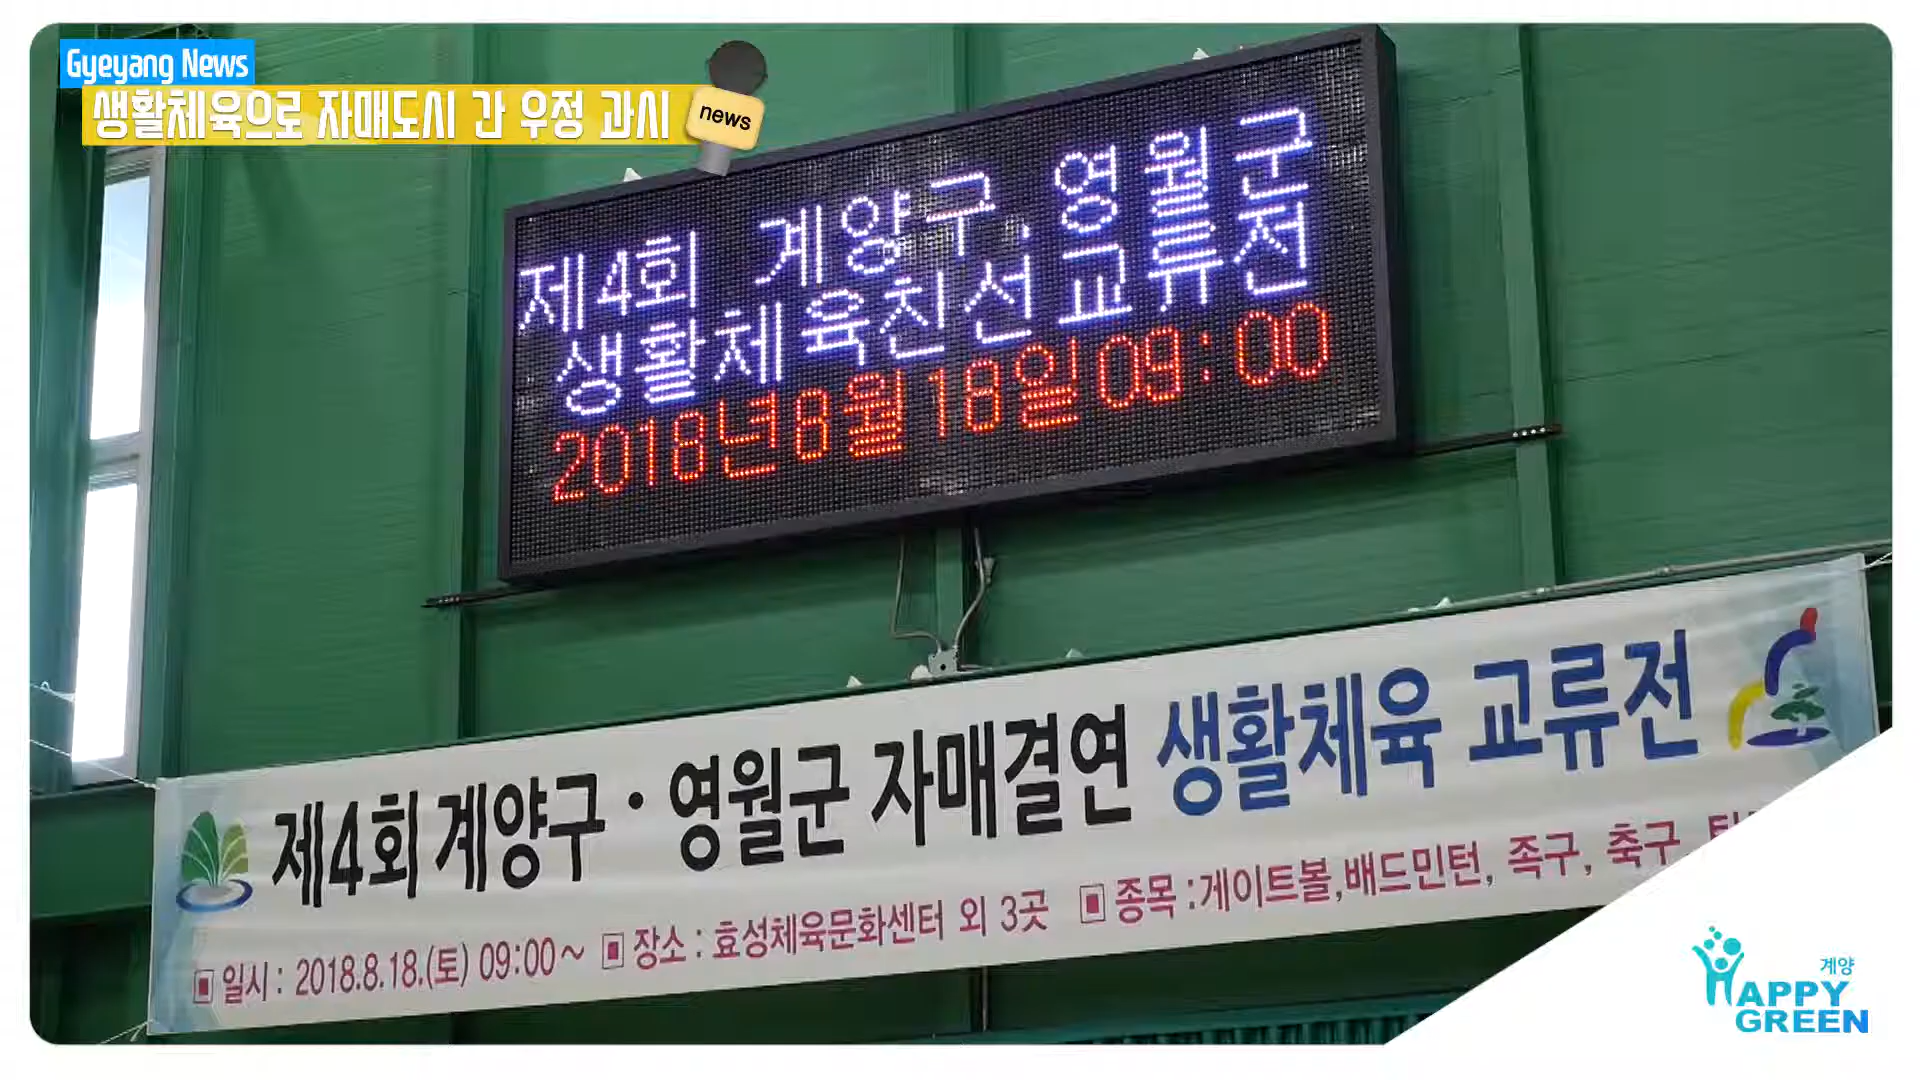 Gyeyang News
생활체육으로 자매도시 간 우정 과시
news
제4회 계양구·영월군
생활체육친선교류전
2018년8월18일09:00
제4회 계양구·영월군 자매결연 생활체육 교류전
일시 : 2018.8.18.(토) 09:00~ 장소 : 효성체육문화센터 외 3곳 종목 : 게이트볼,배드민턴, 족구, 축구,
계양
HAPPY
GREEN